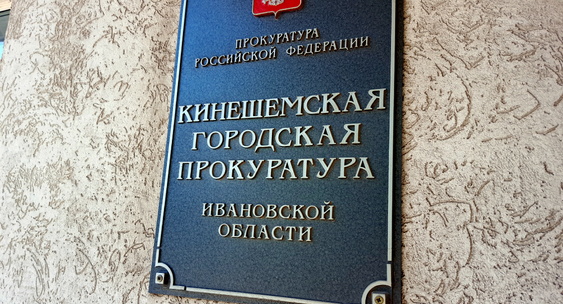 ПРОКУРАТУРА
РОССИЙСКОЙ ФЕДЕРАЦИИ
КИНЕШЕМСКАЯ
ГОРОДСКАЯ
ПРОКУРАТУРА
ИВАНОВСКОЙ
ОБЛАСТИ